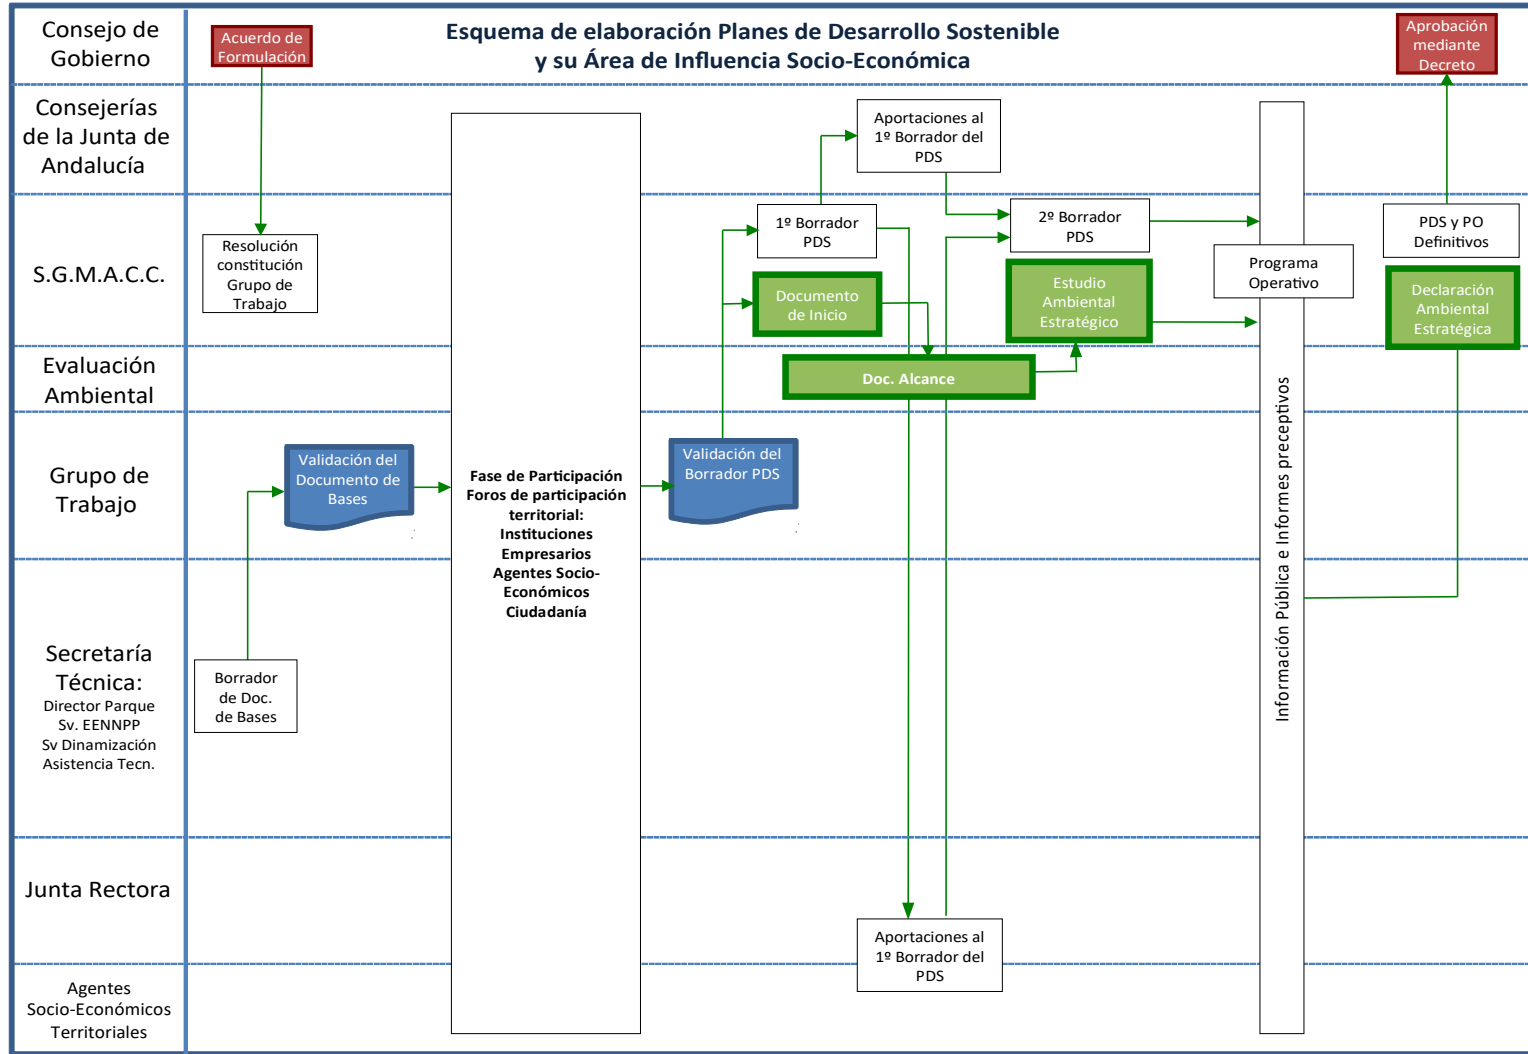 Esquema de elaboración Planes de Desarrollo Sostenible
y su Área de Influencia Socio-Económica
Consejo de
Gobierno
Acuerdo de
Formulación
Aprobación
mediante
Decreto
Consejerías
de la Junta de
Andalucía
Aportaciones al
1º Borrador del
PDS
S.G.M.A.C.C.
Resolución
constitución
Grupo de
Trabajo
1º Borrador
PDS
2º Borrador
PDS
PDS y PO
Definitivos
Documento
de Inicio
Estudio
Ambiental
Estratégico
Programa
Operativo
Declaración
Ambiental
Estratégica
Evaluación
Ambiental
Doc. Alcance
Grupo de
Trabajo
Validación del
Documento de
Bases
Fase de Participación
Foros de participación
territorial:
Instituciones
Empresarios
Agentes Socio-
Económicos
Ciudadanía
Validación del
Borrador PDS
Información Pública e Informes preceptivos
Secretaría
Técnica:
Director Parque
Sv. EENNPP
Sv Dinamización
Asistencia Tecn.
Borrador
de Doc.
de Bases
Junta Rectora
Aportaciones al
1º Borrador del
PDS
Agentes
Socio-Económicos
Territoriales